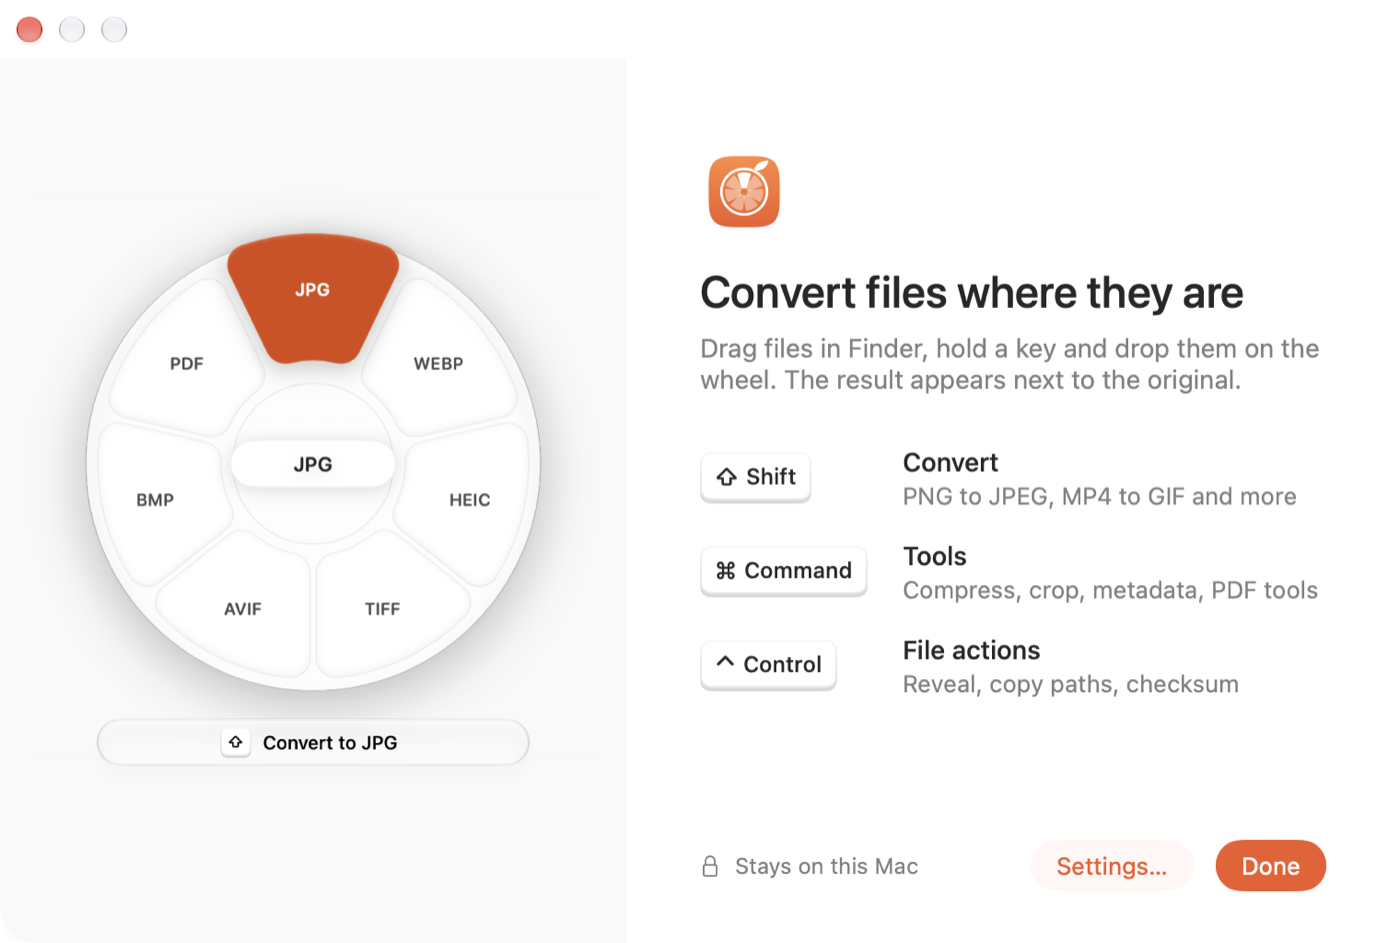 JPG
PDF
WEBP
JPG
BMP
HEIC
AVIF
TIFF
Convert to JPG
Convert files where they are
Drag files in Finder, hold a key and drop them on the
wheel. The result appears next to the original.
⇧ Shift
Convert
PNG to JPEG, MP4 to GIF and more
⌘ Command
Tools
Compress, crop, metadata, PDF tools
^ Control
File actions
Reveal, copy paths, checksum
Stays on this Mac
Settings...
Done